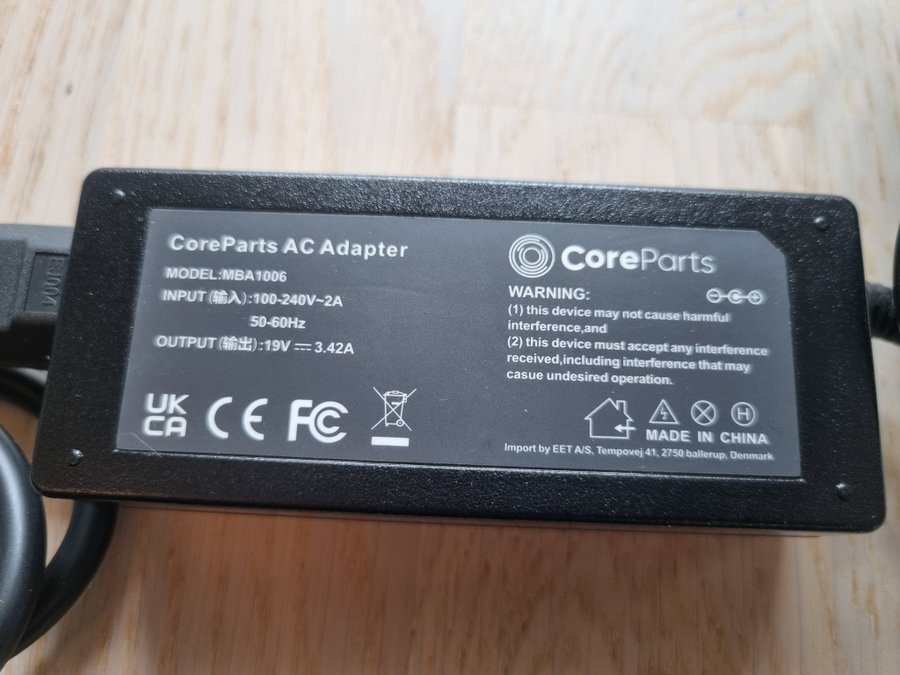 CoreParts AC Adapter
MODEL:MBA1006
INPUT (输入):100-240V~2A
50-60Hz
OUTPUT (输出):19V⎓3.42A
UK
CA
CE FC
CoreParts
WARNING:
(1) this device may not cause harmful
interference,and
(2) this device must accept any interference
received,including interference that may
casue undesired operation.
H
MADE IN CHINA
Import by EET A/S, Tempovej 41, 2750 ballerup. Denmark